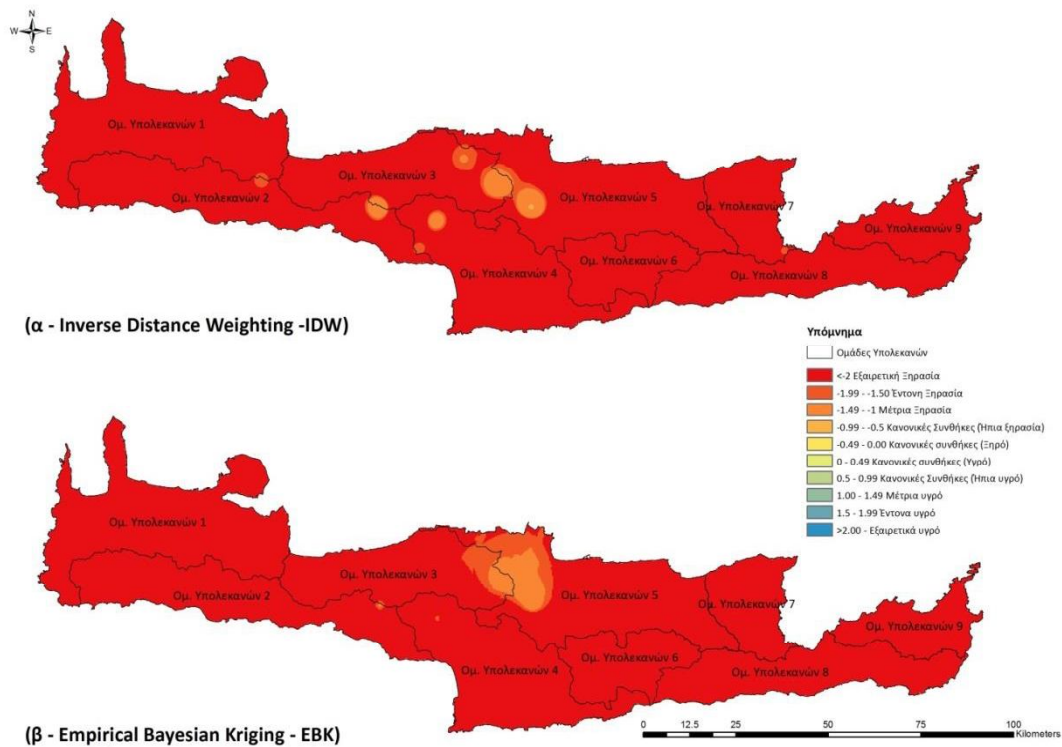 N
W E
S
Ομ. Υπολεκανών 1
Ομ. Υπολεκανών 2
Ομ. Υπολεκανών 3
Ομ. Υπολεκανών 4
Ομ. Υπολεκανών 5
Ομ. Υπολεκανών 6
Ομ. Υπολεκανών 7
Ομ. Υπολεκανών 8
Ομ. Υπολεκανών 9
(α - Inverse Distance Weighting -IDW)
Υπόμνημα
Ομάδες Υπολεκανών
<-2 Εξαιρετική Ξηρασία
-1.99 - -1.50 Έντονη Ξηρασία
-1.49 - -1 Μέτρια Ξηρασία
-0.99 - -0.5 Κανονικές Συνθήκες (Ήπια ξηρασία)
-0.49 - 0.00 Κανονικές συνθήκες (Ξηρό)
0 - 0.49 Κανονικές συνθήκες (Υγρό)
0.5 - 0.99 Κανονικές Συνθήκες (Ήπια υγρό)
1.00 - 1.49 Μέτρια υγρό
1.5 - 1.99 Έντονα υγρό
>2.00 - Εξαιρετικά υγρό
Ομ. Υπολεκανών 1
Ομ. Υπολεκανών 2
Ομ. Υπολεκανών 3
Ομ. Υπολεκανών 4
Ομ. Υπολεκανών 5
Ομ. Υπολεκανών 6
Ομ. Υπολεκανών 7
Ομ. Υπολεκανών 8
Ομ. Υπολεκανών 9
(β - Empirical Bayesian Kriging - EBK)
0 12.5 25 50 75 100
Kilometers